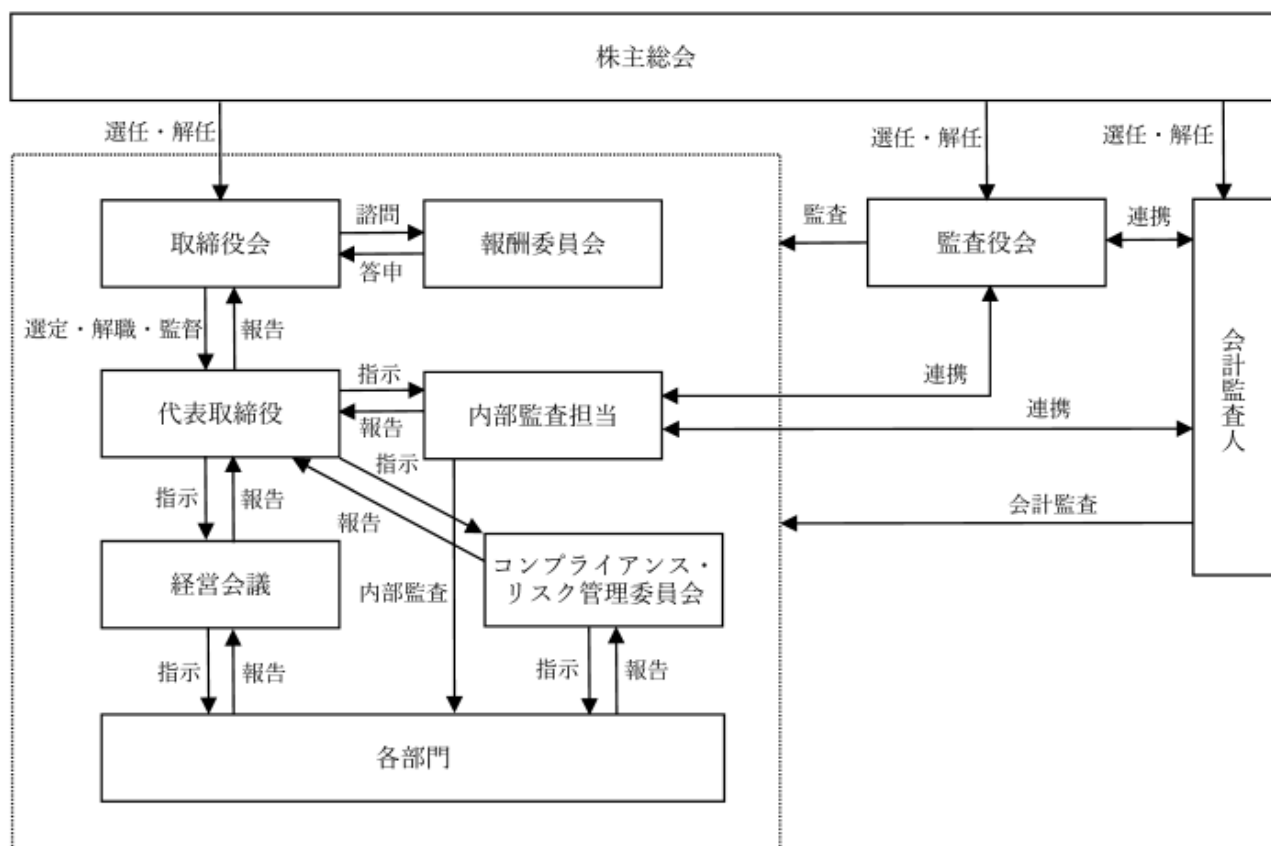 株主総会
選任・解任
選任・解任
選任・解任
取締役会
諮問
答申
報酬委員会
監査
監査役会
連携
会計監査人
選定・解職・監督
報告
代表取締役
指示
報告
内部監査担当
連携
連携
指示
報告
指示
報告
会計監査
経営会議
内部監査
コンプライアンス・
リスク管理委員会
指示
報告
指示
報告
各部門